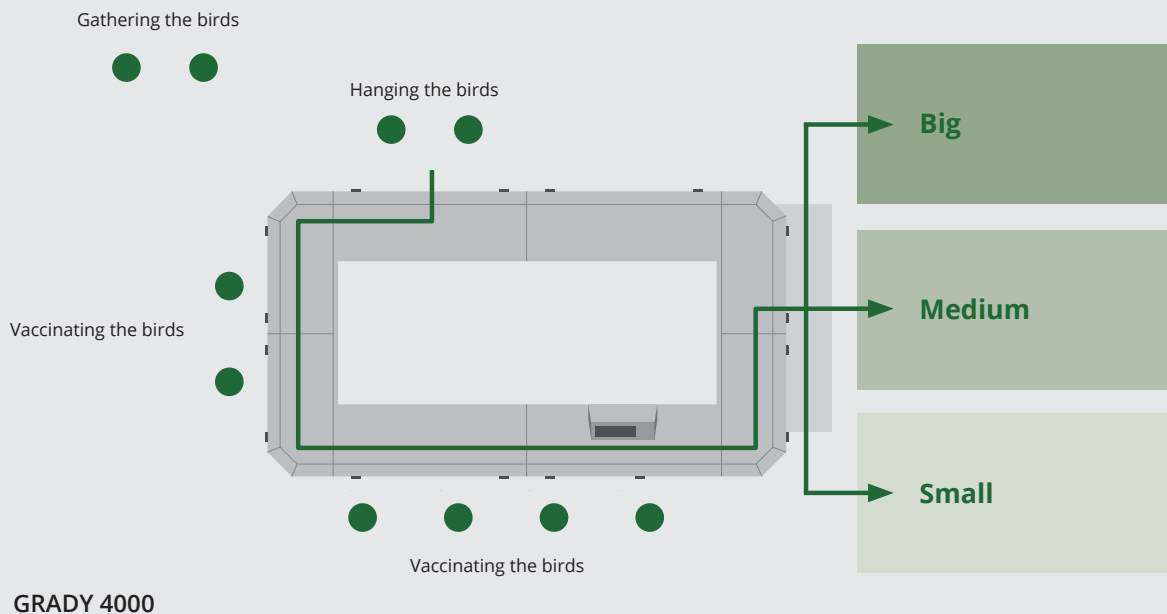 Gathering the birds
Hanging the birds
Big
Vaccinating the birds
Medium
Small
Vaccinating the birds
GRADY 4000